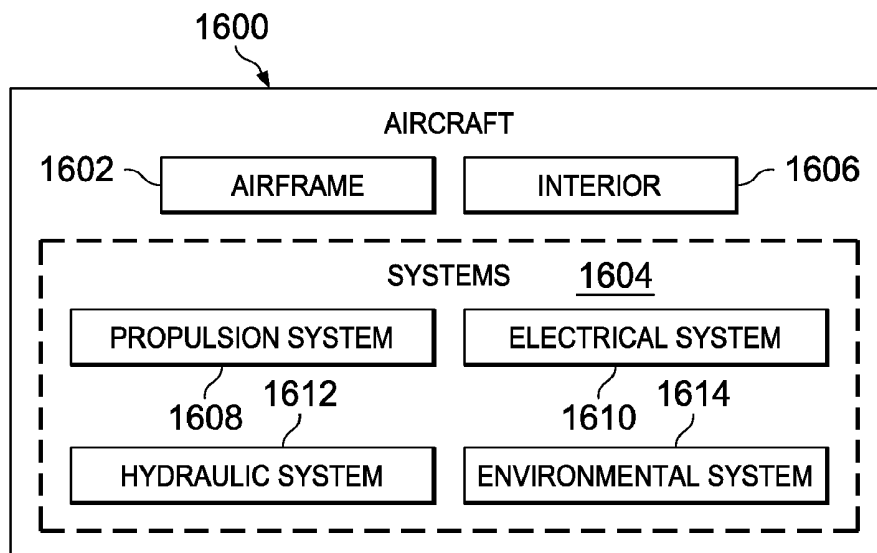 1600
AIRCRAFT
1602
AIRFRAME
INTERIOR
1606
SYSTEMS
1604
PROPULSION SYSTEM
ELECTRICAL SYSTEM
1608
1612
1610
1614
HYDRAULIC SYSTEM
ENVIRONMENTAL SYSTEM